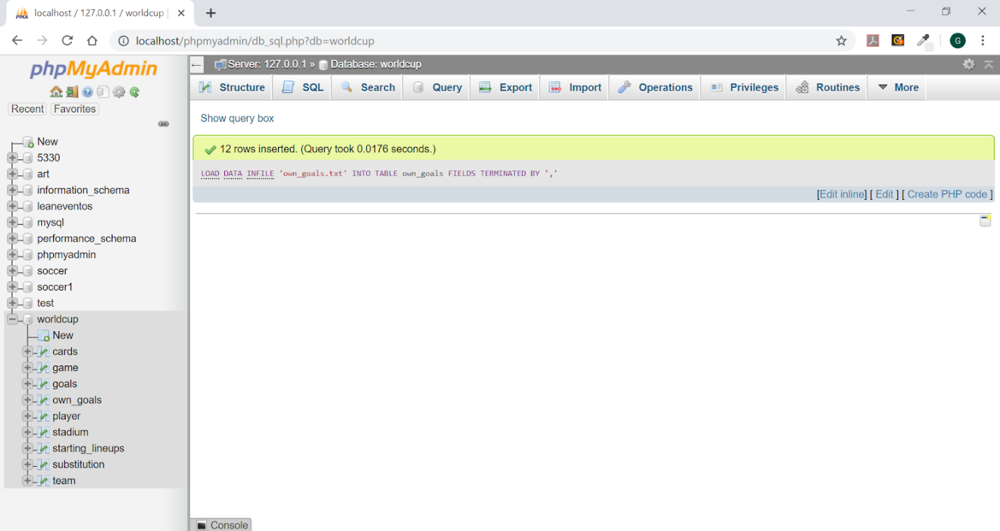 PMA
localhost / 127.0.0.1 / worldcup |
localhost/phpmyadmin/db_sql.php?db=worldcup
G
phpMyAdmin
Recent Favorites
New
5330
art
information_schema
leaneventos
mysql
performance_schema
phpmyadmin
soccer
soccer1
test
worldcup
New
cards
game
goals
own_goals
player
stadium
starting_lineups
substitution
team
Server: 127.0.0.1 » Database: worldcup
Structure SQL Search Query Export Import Operations Privileges Routines More
Show query box
12 rows inserted. (Query took 0.0176 seconds.)
LOAD DATA INFILE 'own_goals.txt' INTO TABLE own_goals FIELDS TERMINATED BY ','
[Edit inline] [ Edit ] [ Create PHP code ]
Console